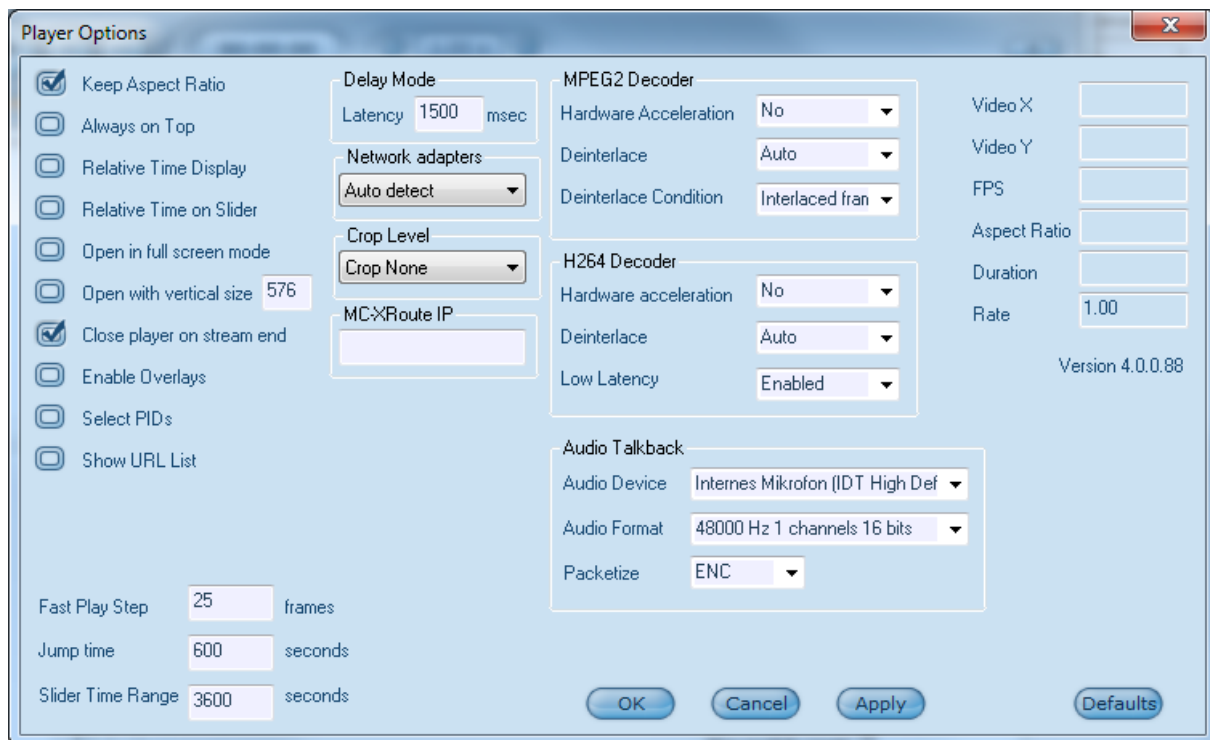 Player Options
Keep Aspect Ratio
Always on Top
Relative Time Display
Relative Time on Slider
Open in full screen mode
Open with vertical size 576
Close player on stream end
Enable Overlays
Select PIDs
Show URL List
Fast Play Step 25 frames
Jump time 600 seconds
Slider Time Range 3600 seconds
Delay Mode
Latency 1500 msec
Network adapters
Auto detect
Crop Level
Crop None
MC-XRoute IP
MPEG2 Decoder
Hardware Acceleration No
Deinterlace Auto
Deinterlace Condition Interlaced fran
H264 Decoder
Hardware acceleration No
Deinterlace Auto
Low Latency Enabled
Audio Talkback
Audio Device Internes Mikrofon (IDT High Def
Audio Format 48000 Hz 1 channels 16 bits
Packetize ENC
Video X
Video Y
FPS
Aspect Ratio
Duration
Rate 1.00
Version 4.0.0.88
OK Cancel Apply Defaults